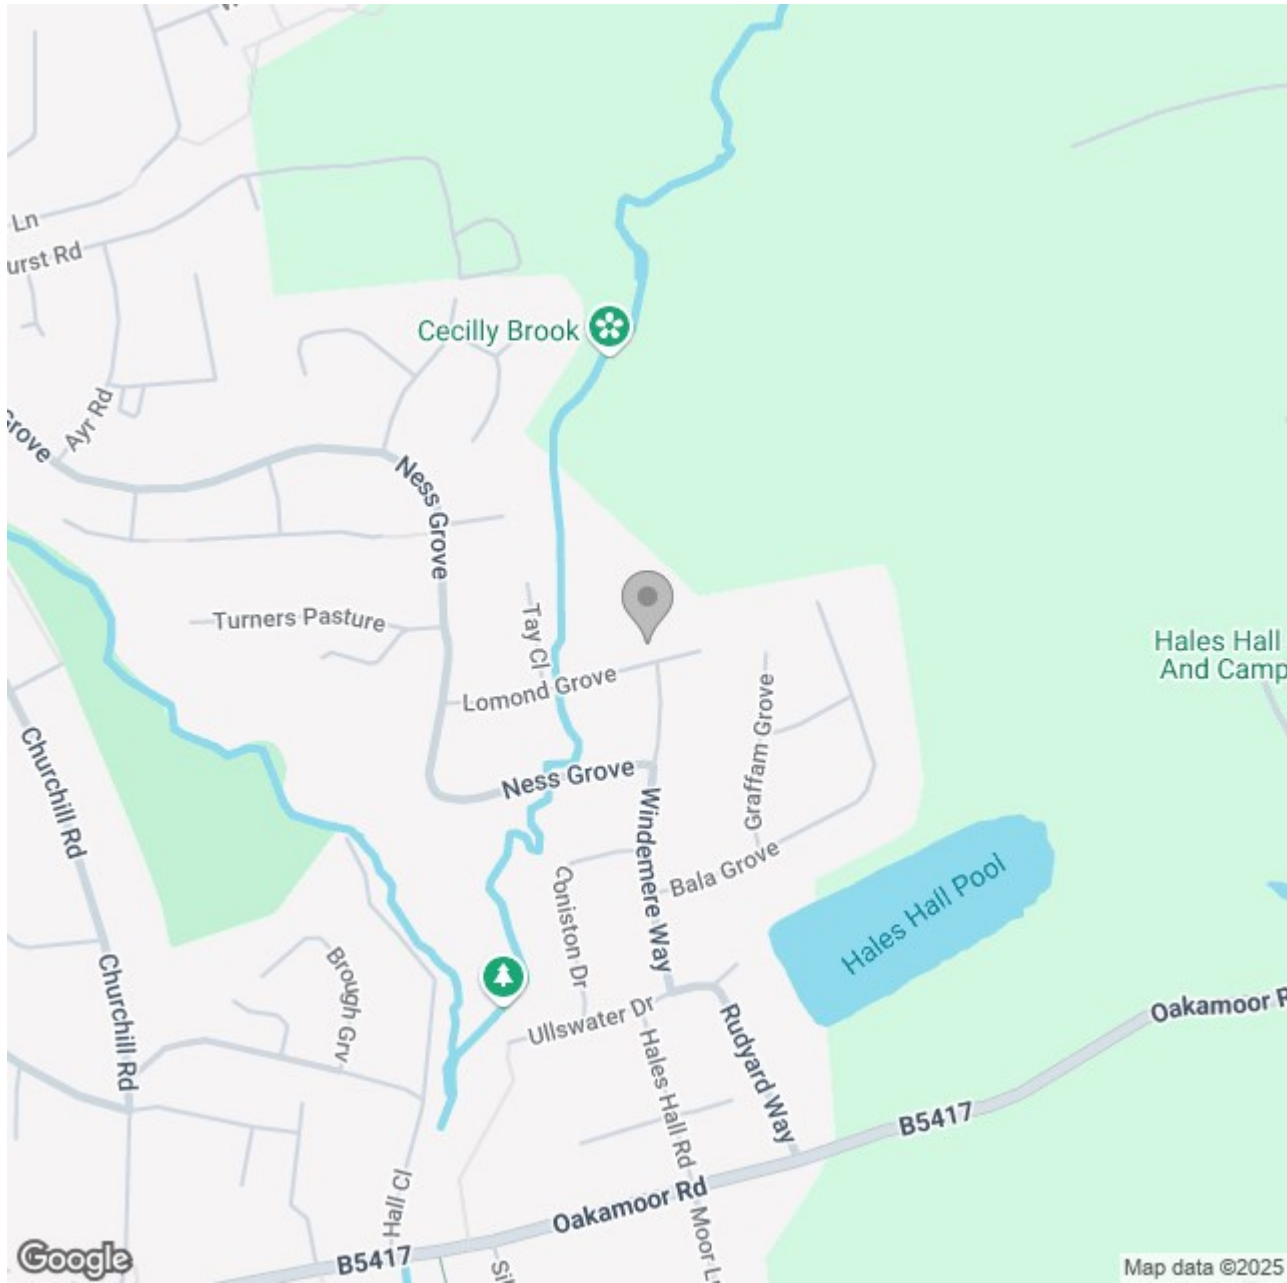 Ln
urst Rd
Cecilly Brook
Ayr Rd
Grove
Ness Grove
Turners Pasture
Tay Cl
Hales Hall
And Camp
Lomond Grove
Churchill Rd
Ness Grove
Graffam Grove
Windemere Way
Bala Grove
Coniston Dr
Hales Hall Pool
Brough Grv
Churchill Rd
Ullswater Dr
Rudyard Way
Oakamoor R
Hales Hall Rd
B5417
Hall Cl
Oakamoor Rd
Moor L
B5417
Sil
Google
Map data ©2025